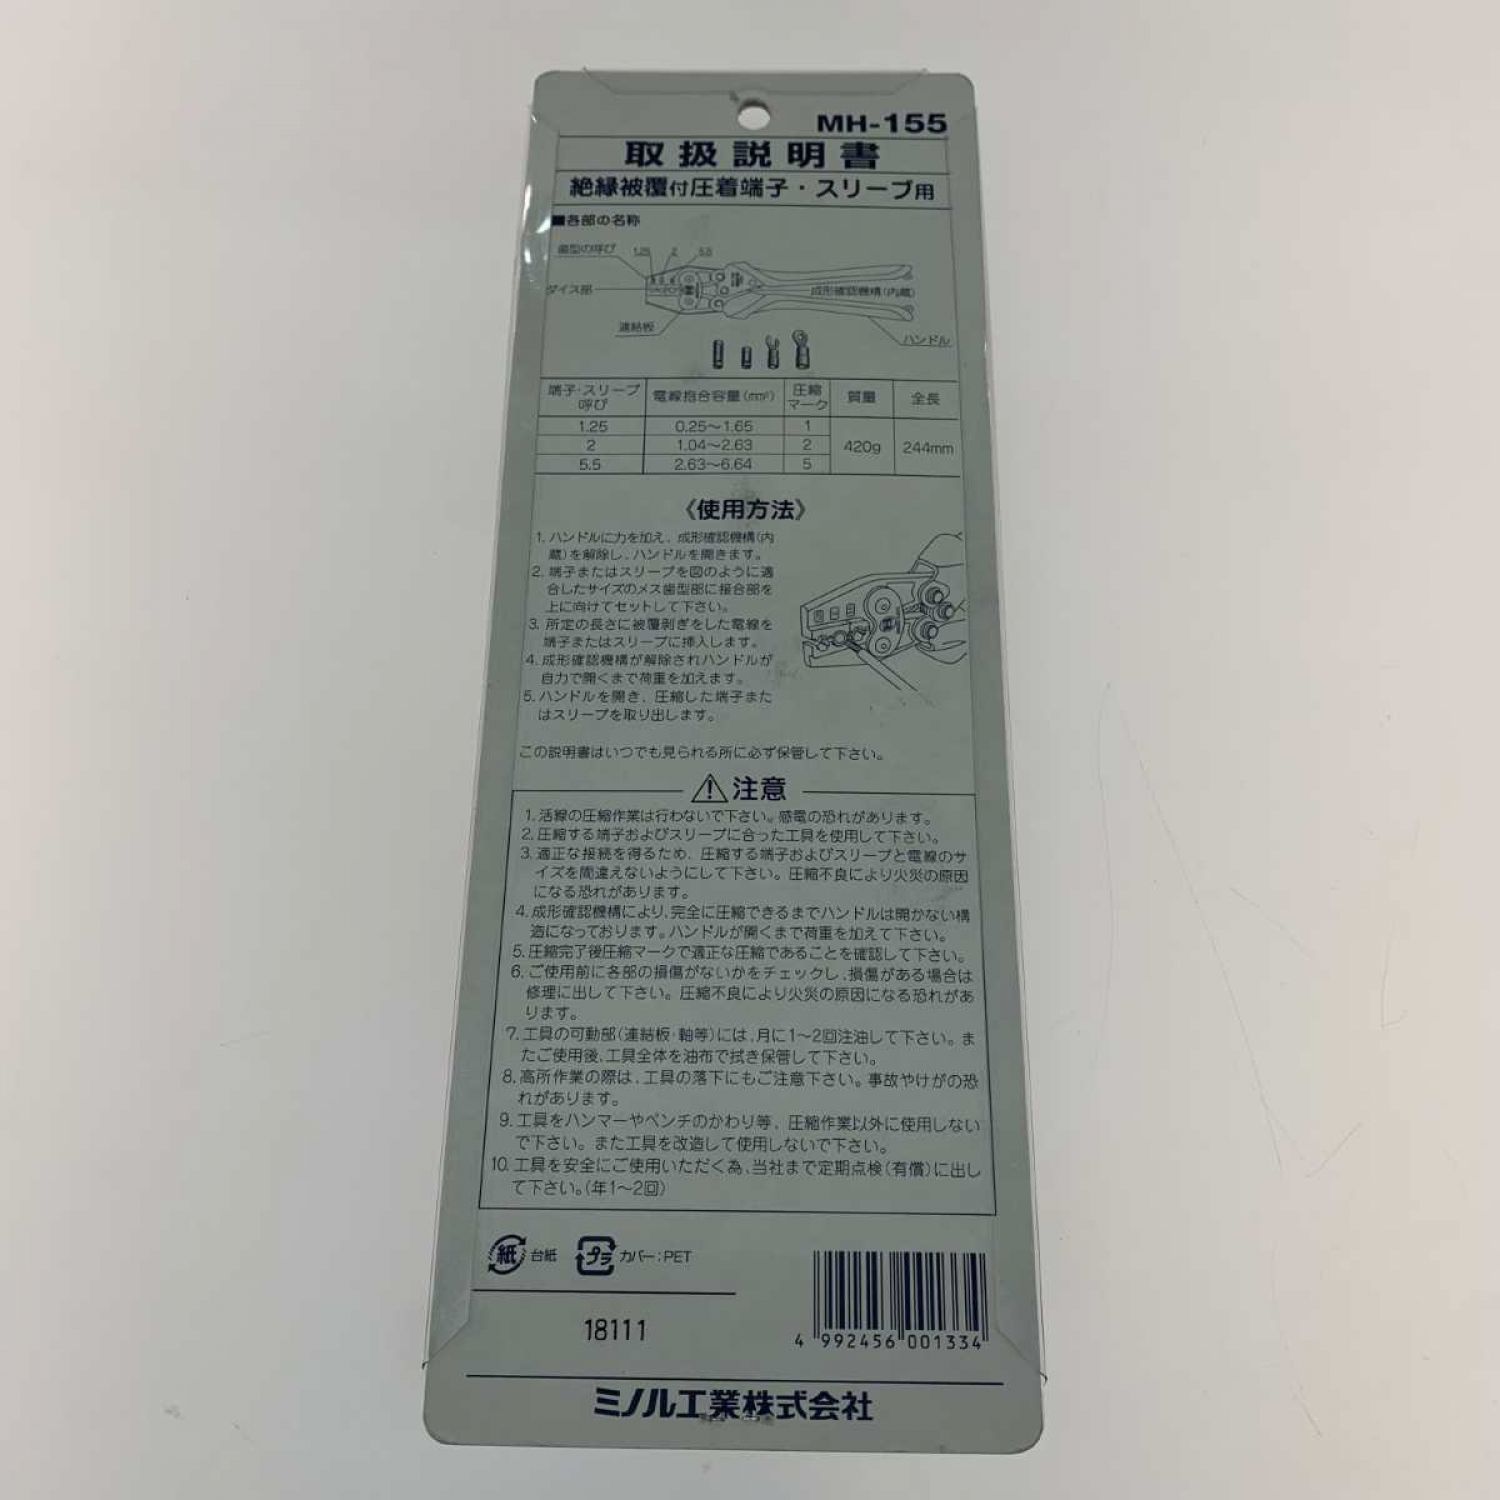 MH-155
取扱説明書
絶縁被覆付圧着端子・スリーブ用
■各部の名称
歯型の呼び 1.25 2 5.5
ダイス部
成形確認機構(内蔵)
連結板
ハンドル
端子・スリーブ呼び 電線抱合容量(mm²) 圧縮マーク 質量 全長
1.25 0.25〜1.65 1
2 1.04〜2.63 2 420g 244mm
5.5 2.63〜6.64 5
《使用方法》
1. ハンドルに力を加え、成形確認機構(内
蔵)を解除し、ハンドルを開きます。
2. 端子またはスリーブを図のように適
合したサイズのメス歯型部に接合部を
上に向けてセットして下さい。
3. 所定の長さに被覆剥ぎをした電線を
端子またはスリーブに挿入します。
4. 成形確認機構が解除されハンドルが
自力で開くまで荷重を加えます。
5. ハンドルを開き、圧縮した端子また
はスリーブを取り出します。
この説明書はいつでも見られる所に必ず保管して下さい。
⚠注意
1. 活線の圧縮作業は行わないで下さい。感電の恐れがあります。
2. 圧縮する端子およびスリーブに合った工具を使用して下さい。
3. 適正な接続を得るため、圧縮する端子およびスリーブと電線のサ
イズを間違えないようにして下さい。圧縮不良により火災の原因
になる恐れがあります。
4. 成形確認機構により、完全に圧縮できるまでハンドルは開かない構
造になっております。ハンドルが開くまで荷重を加えて下さい。
5. 圧縮完了後圧縮マークで適正な圧縮であることを確認して下さい。
6. ご使用前に各部の損傷がないかをチェックし、損傷がある場合は
修理に出して下さい。圧縮不良により火災の原因になる恐れがあ
ります。
7. 工具の可動部(連結板・軸等)には、月に1〜2回注油して下さい。ま
たご使用後、工具全体を油布で拭き保管して下さい。
8. 高所作業の際は、工具の落下にもご注意下さい。事故やけがの恐
れがあります。
9. 工具をハンマーやペンチのかわり等、圧縮作業以外に使用しない
で下さい。また工具を改造して使用しないで下さい。
10. 工具を安全にご使用いただく為、当社まで定期点検(有償)に出し
て下さい。(年1〜2回)
紙 台紙 プラ カバー:PET
18111
4 992456 001334
ミノル工業株式会社